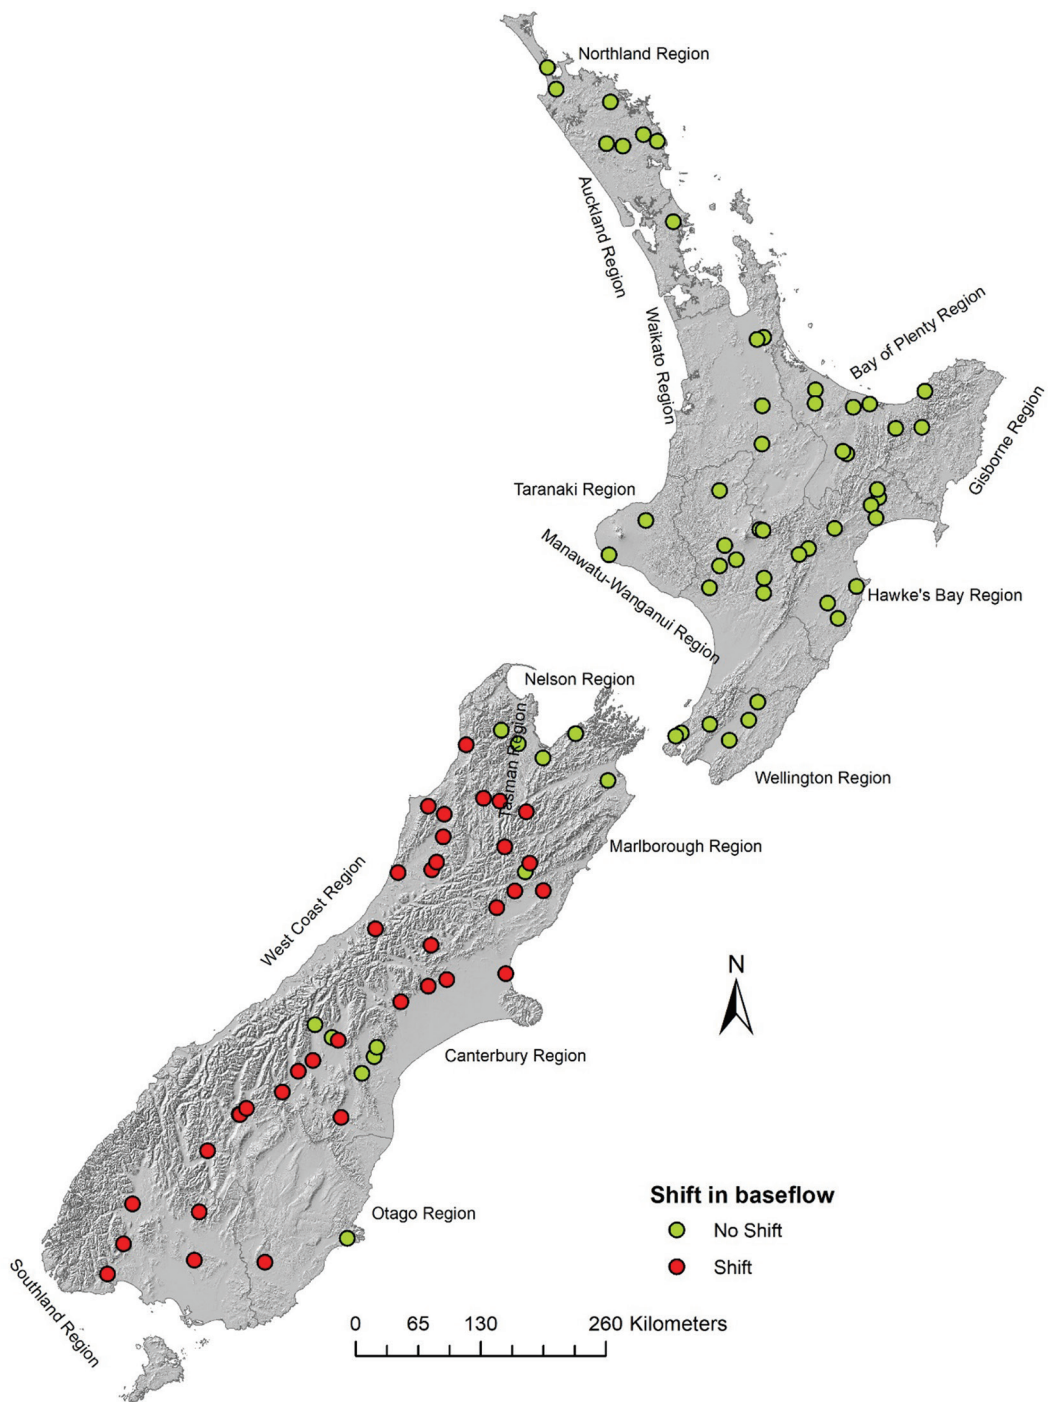 Northland Region
Auckland Region
Waikato Region
Bay of Plenty Region
Gisborne Region
Taranaki Region
Manawatu-Wanganui Region
Hawke's Bay Region
Nelson Region
Tasman Region
Wellington Region
Marlborough Region
West Coast Region
N
Canterbury Region
Shift in baseflow
Otago Region
No Shift
Shift
Southland Region
0 65 130 260 Kilometers